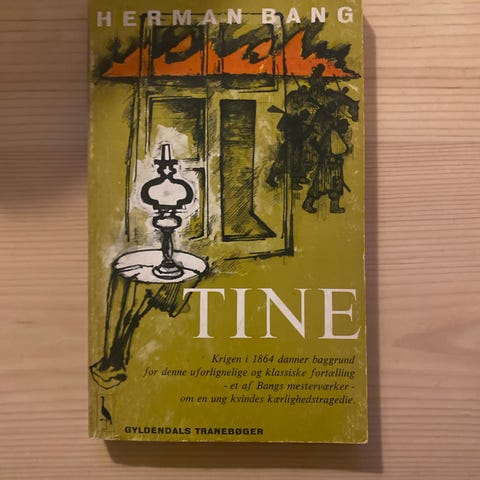 HERMAN BANG
TINE
Krigen i 1864 danner baggrund
for denne uforlignelige og klassiske fortælling
- et af Bangs mesterværker -
om en ung kvindes kærlighedstragedie.
GYLDENDALS TRANEBØGER